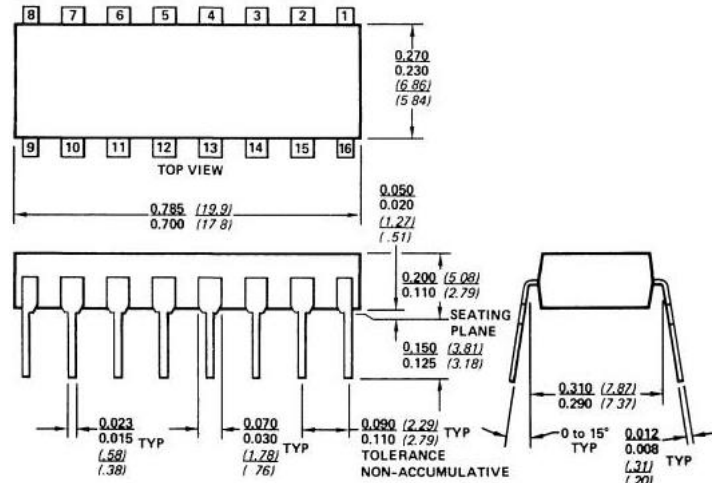 8 7 6 5 4 3 2 1
0.270
0.230
(6 86)
(5 84)
9 10 11 12 13 14 15 16
TOP VIEW
0.785 (19.9)
0.700 (17 8)
0.050
0.020
(1.27)
( .51)
0.200 (5 08)
0.110 (2.79)
SEATING
PLANE
0.150 (3.81)
0.125 (3.18)
0.023
0.015 TYP
(.58)
(.38)
0.070
0.030 TYP
(1.78)
( 76)
0.090 (2.29) TYP
0.110 (2.79)
TOLERANCE
NON-ACCUMULATIVE
0.310 (7.87)
0.290 (7 37)
0 to 15°
TYP
0.012
0.008 TYP
(.31)
(.20)